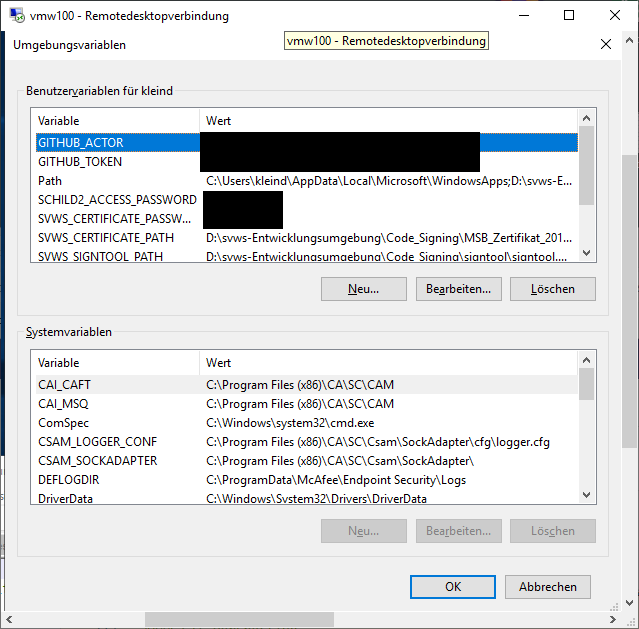 vmw100 - Remotedesktopverbindung
Umgebungsvariablen
vmw100 - Remotedesktopverbindung
Benutzervariablen für kleind
Variable Wert
GITHUB_ACTOR
GITHUB_TOKEN
Path C:\Users\kleind\AppData\Local\Microsoft\WindowsApps;D:\svws-E...
SCHILD2_ACCESS_PASSWORD
SVWS_CERTIFICATE_PASSW...
SVWS_CERTIFICATE_PATH D:\svws-Entwicklungsumgebung\Code_Signing\MSB_Zertifikat_201...
SVWS_SIGNTOOL_PATH D:\svws-Entwicklungsumgebung\Code_Signing\signtool\signtool....
Neu... Bearbeiten... Löschen
Systemvariablen
Variable Wert
CAI_CAFT C:\Program Files (x86)\CA\SC\CAM
CAI_MSQ C:\Program Files (x86)\CA\SC\CAM
ComSpec C:\Windows\system32\cmd.exe
CSAM_LOGGER_CONF C:\Program Files (x86)\CA\SC\Csam\SockAdapter\cfg\logger.cfg
CSAM_SOCKADAPTER C:\Program Files (x86)\CA\SC\Csam\SockAdapter\
DEFLOGDIR C:\ProgramData\McAfee\Endpoint Security\Logs
DriverData C:\Windows\System32\Drivers\DriverData
Neu... Bearbeiten... Löschen
OK Abbrechen